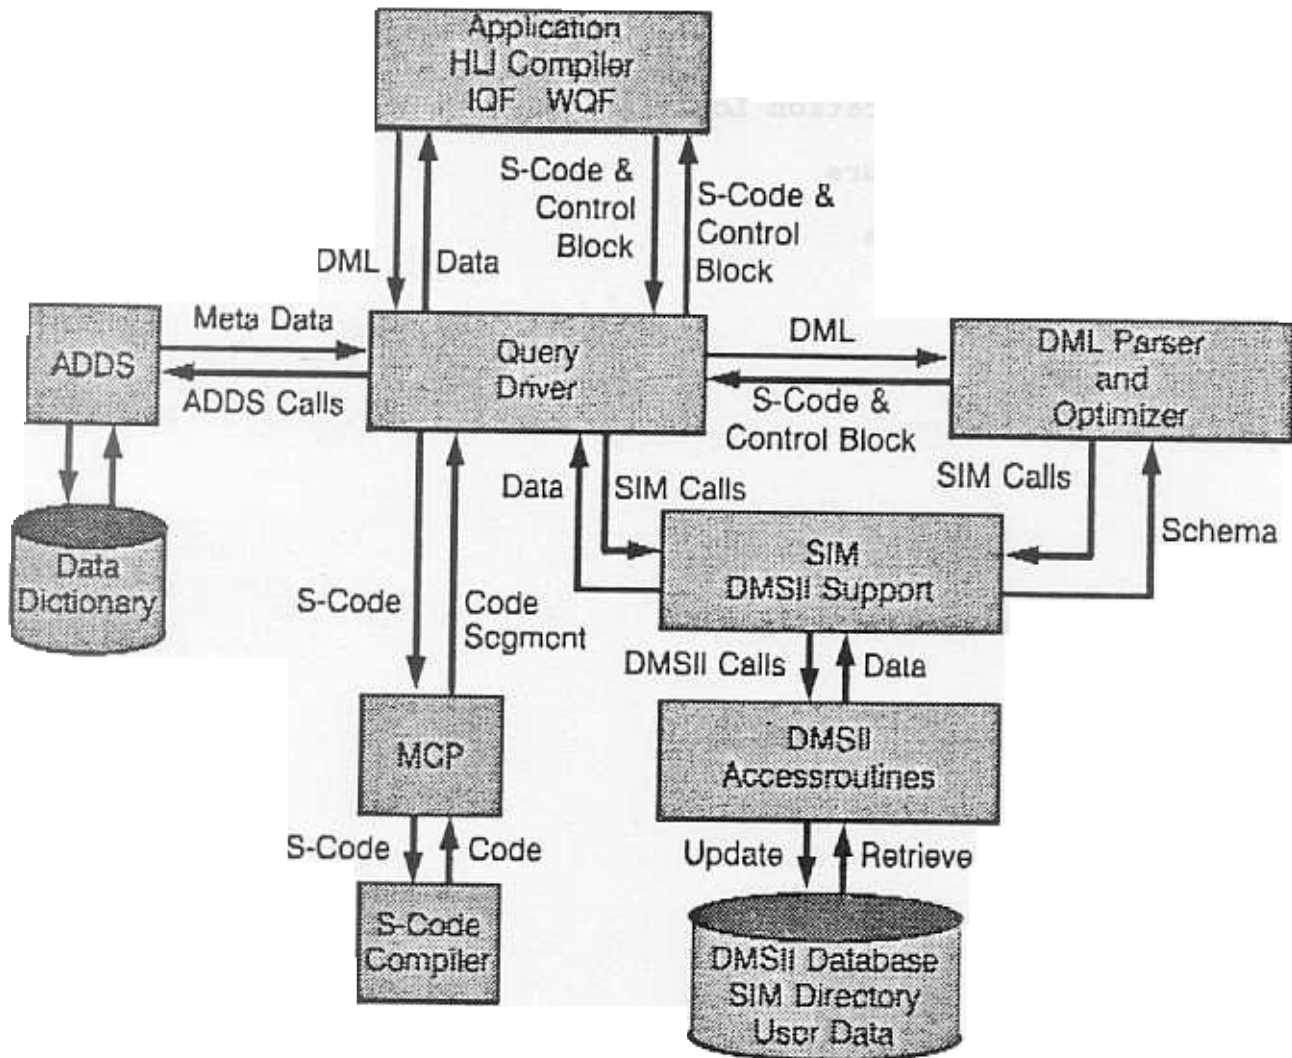 Application
HLI Compiler
IQF WQF
cation Lo
ure
S-Code &
Control
Block
S-Code &
Control
Block
DML
Data
Meta Data
ADDS
ADDS Calls
Query
Driver
DML
S-Code &
Control Block
DML Parser
and
Optimizer
Data
SIM Calls
SIM Calls
Schema
Data
Dictionary
SIM
DMSII Support
S-Code
Code
Segment
DMSII Calls
Data
MCP
DMSII
Accessroutines
S-Code
Code
Update
Retrieve
S-Code
Compiler
DMSII Database
SIM Directory
User Data